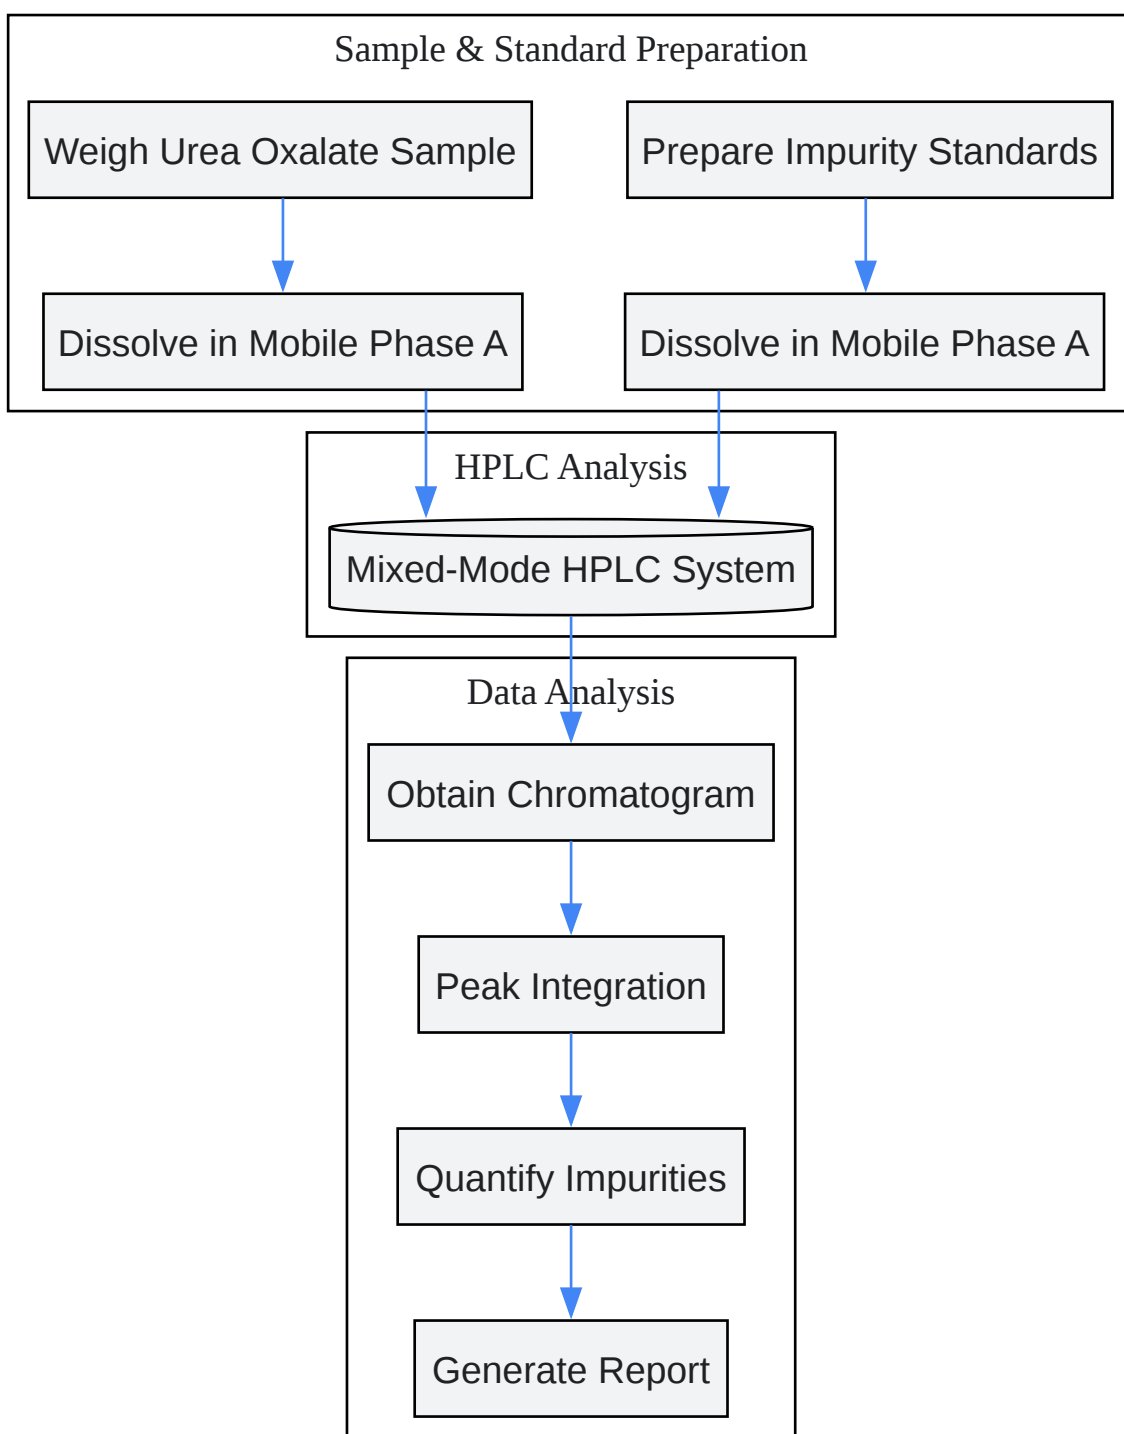 Sample & Standard Preparation
Weigh Urea Oxalate Sample
Prepare Impurity Standards
Dissolve in Mobile Phase A
Dissolve in Mobile Phase A
HPLC Analysis
Mixed-Mode HPLC System
Data Analysis
Obtain Chromatogram
Peak Integration
Quantify Impurities
Generate Report